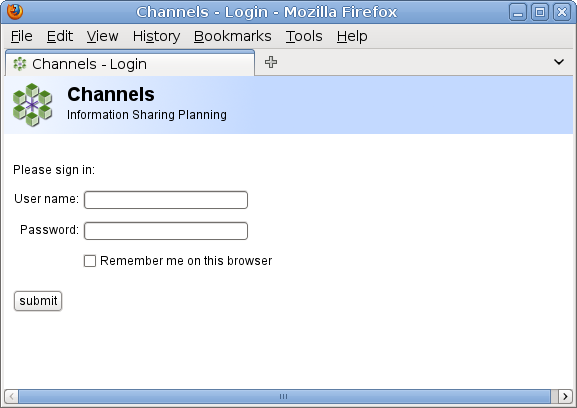 Channels - Login - Mozilla Firefox
File Edit View History Bookmarks Tools Help
Channels - Login
Channels
Information Sharing Planning
Please sign in:
User name:
Password:
Remember me on this browser
submit